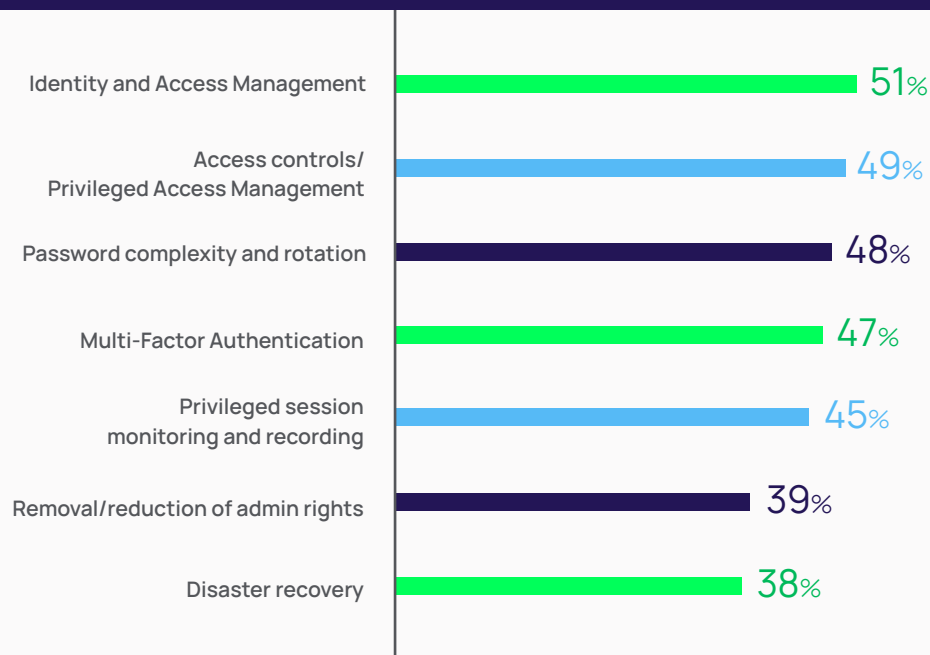 Identity and Access Management
51%
Access controls/
Privileged Access Management
49%
Password complexity and rotation
48%
Multi-Factor Authentication
47%
Privileged session
monitoring and recording
45%
Removal/reduction of admin rights
39%
Disaster recovery
38%